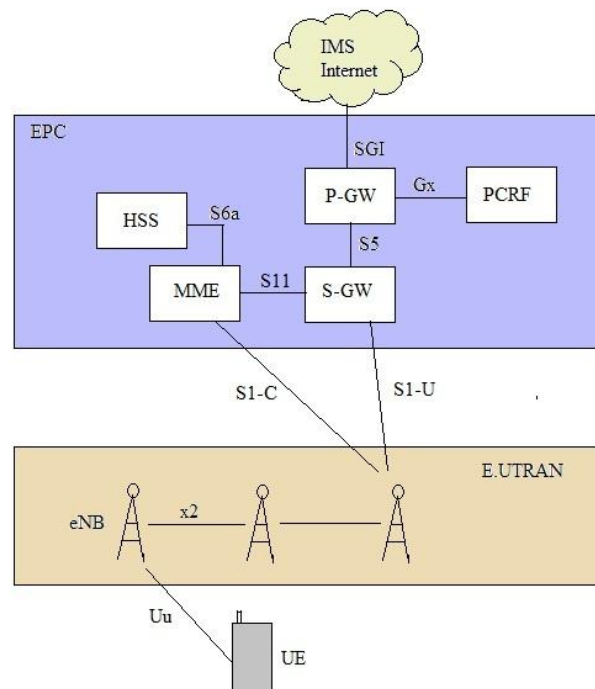 IMS
Internet
EPC
SGI
P-GW
Gx
PCRF
HSS
S6a
S5
MME
S11
S-GW
S1-C
S1-U
E.UTRAN
eNB
x2
Uu
UE